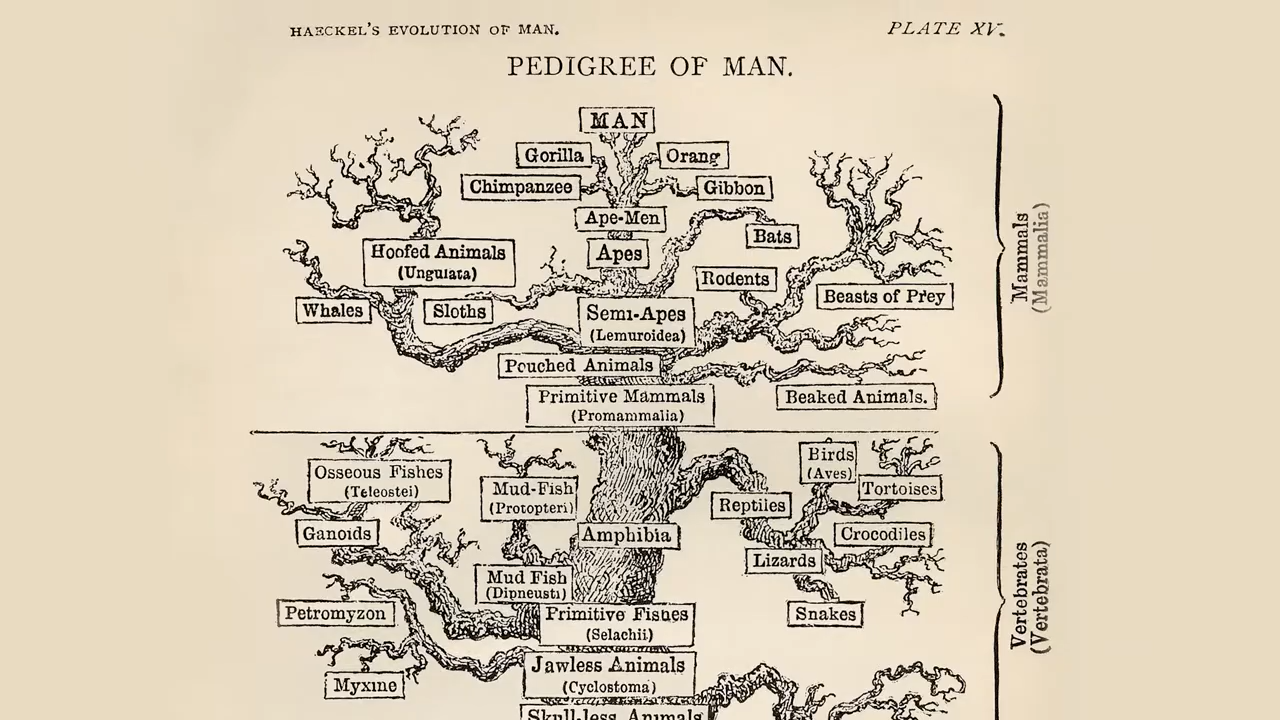 HAECKEL'S EVOLUTION OF MAN.
PLATE XV.
PEDIGREE OF MAN.
MAN
Gorilla
Orang
Chimpanzee
Gibbon
Ape-Men
Bats
Hoofed Animals
(Ungulata)
Apes
Rodents
Beasts of Prey
Whales
Sloths
Semi-Apes
(Lemuroidea)
Pouched Animals
Primitive Mammals
(Promammalia)
Beaked Animals.
Mammals
(Mammalia)
Osseous Fishes
(Teleostei)
Mud-Fish
(Protopteri)
Birds
(Aves)
Tortoises
Reptiles
Ganoids
Amphibia
Crocodiles
Lizards
Mud Fish
(Dipneusti)
Petromyzon
Primitive Fishes
(Selachii)
Snakes
Jawless Animals
(Cyclostoma)
Myxine
Skull-less Animals
Vertebrates
(Vertebrata)